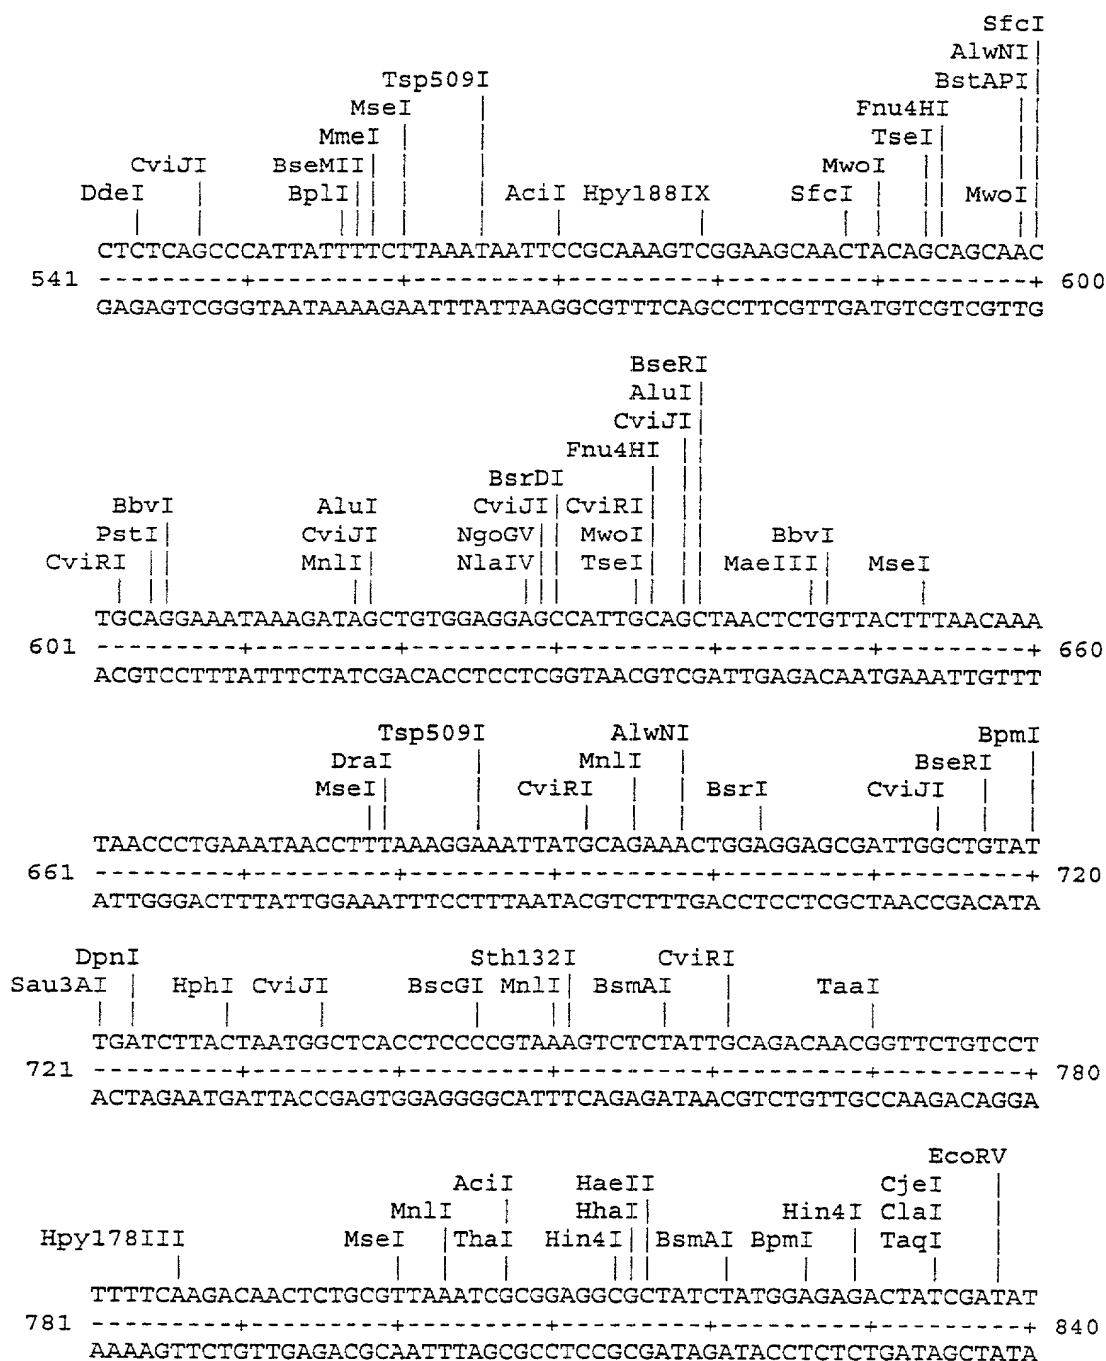 SfcI
AlwNI
Tsp509I BstAPI
MseI Fnu4HI
MmeI TseI
CviJI BseMII MwoI
DdeI BplI AciI Hpy188IX SfcI MwoI
CTCTCAGCCCATTATTTTCTTAAATAATTCCGCAAAGTCGGAAGCAACTACAGCAGCAAC
541 ---------+---------+---------+---------+---------+---------+ 600
GAGAGTCGGGTAATAAAAGAATTTATTAAGGCGTTTCAGCCTTCGTTGATGTCGTCGTTG
BseRI
AluI
CviJI
Fnu4HI
BsrDI
BbvI AluI CviJI CviRI
PstI CviJI NgoGV MwoI BbvI
CviRI MnlI NlaIV TseI MaeIII MseI
TGCAGGAAATAAAGATAGCTGTGGAGGAGCCATTGCAGCTAACTCTGTTACTTTAACAAA
601 ---------+---------+---------+---------+---------+---------+ 660
ACGTCCTTTATTTCTATCGACACCTCCTCGGTAACGTCGATTGAGACAATGAAATTGTTT
Tsp509I AlwNI BpmI
DraI MnlI BseRI
MseI CviRI BsrI CviJI
TAACCCTGAAATAACCTTTAAAGGAAATTATGCAGAAACTGGAGGAGCGATTGGCTGTAT
661 ---------+---------+---------+---------+---------+---------+ 720
ATTGGGACTTTATTGGAAATTTCCTTTAATACGTCTTTGACCTCCTCGCTAACCGACATA
DpnI Sth132I CviRI
Sau3AI HphI CviJI BscGI MnlI BsmAI TaaI
TGATCTTACTAATGGCTCACCTCCCCGTAAAGTCTCTATTGCAGACAACGGTTCTGTCCT
721 ---------+---------+---------+---------+---------+---------+ 780
ACTAGAATGATTACCGAGTGGAGGGGCATTTCAGAGATAACGTCTGTTGCCAAGACAGGA
EcoRV
AciI HaeII CjeI
MnlI HhaI Hin4I ClaI
Hpy178III MseI ThaI Hin4I BsmAI BpmI TaqI
TTTTCAAGACAACTCTGCGTTAAATCGCGGAGGCGCTATCTATGGAGAGACTATCGATAT
781 ---------+---------+---------+---------+---------+---------+ 840
AAAAGTTCTGTTGAGACGCAATTTAGCGCCTCCGCGATAGATACCTCTCTGATAGCTATA